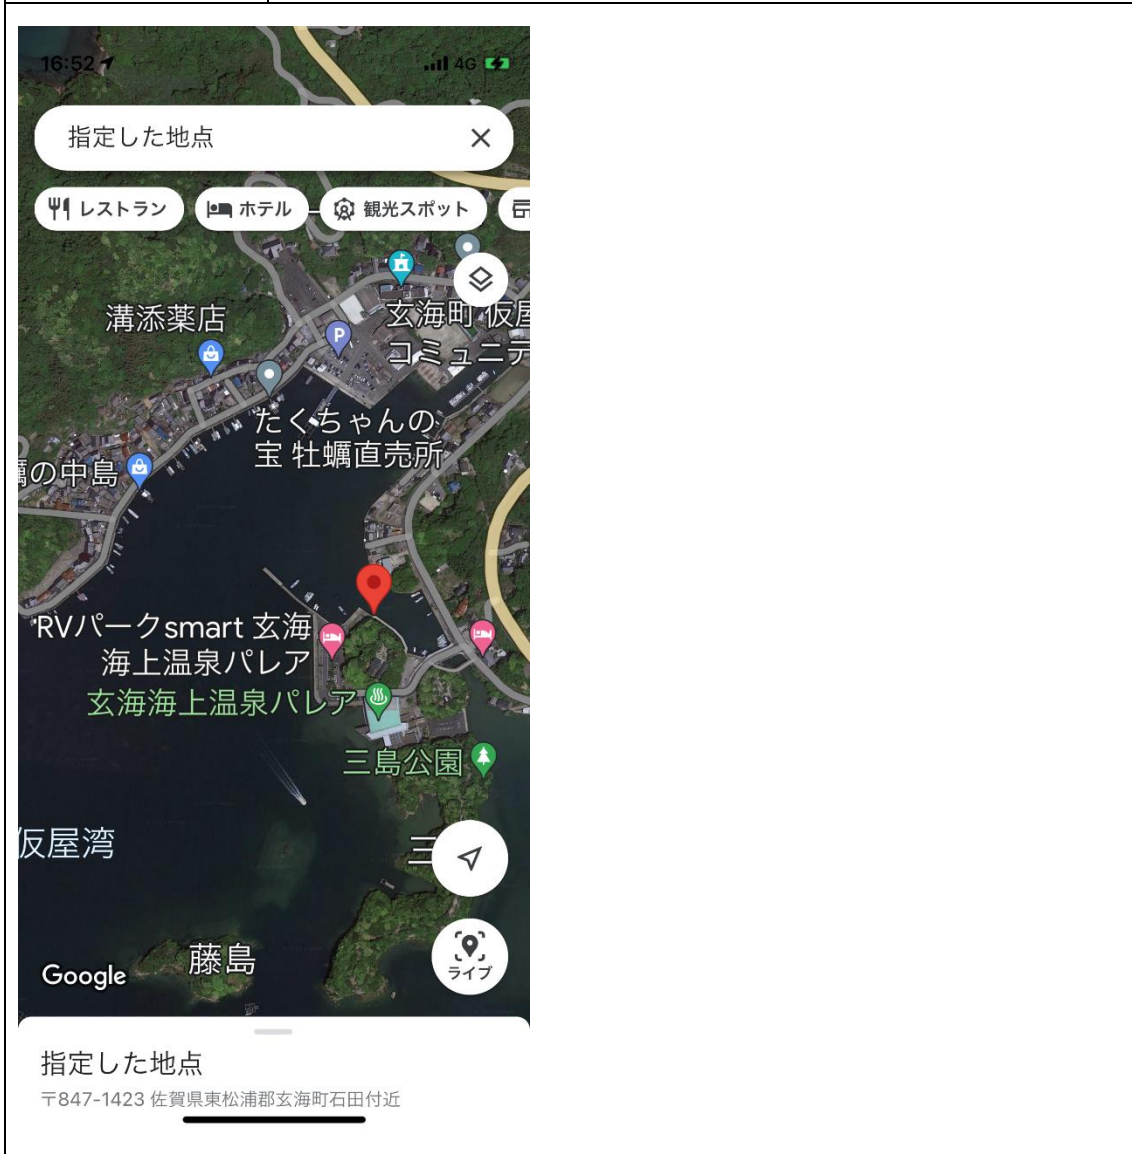 16:52
4G
指定した地点
レストラン
ホテル
観光スポット
溝添薬店
玄海町 仮屋
コミュニテ
P
たくちゃんの
宝 牡蠣直売所
の中島
RVパークsmart 玄海
海上温泉パレア
玄海海上温泉パレア
三島公園
仮屋湾
三
藤島
ライブ
Google
指定した地点
〒847-1423 佐賀県東松浦郡玄海町石田付近